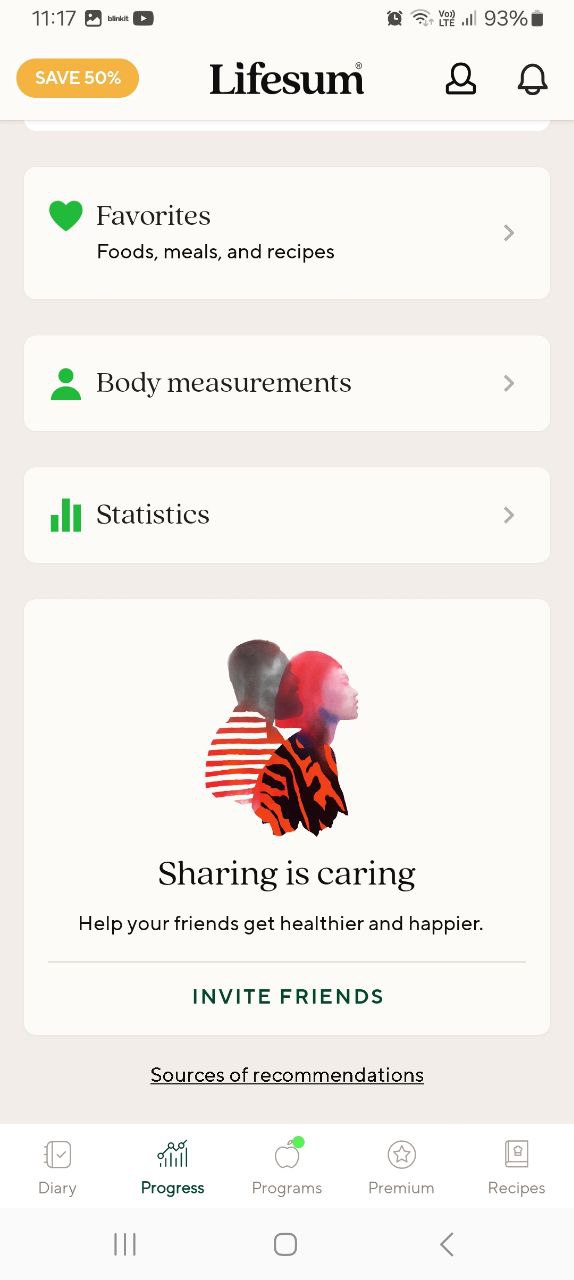 11:17 blinkit Vo)) LTE 93%
SAVE 50% Lifesum®
Favorites
Foods, meals, and recipes
Body measurements
Statistics
Sharing is caring
Help your friends get healthier and happier.
INVITE FRIENDS
Sources of recommendations
Diary Progress Programs Premium Recipes